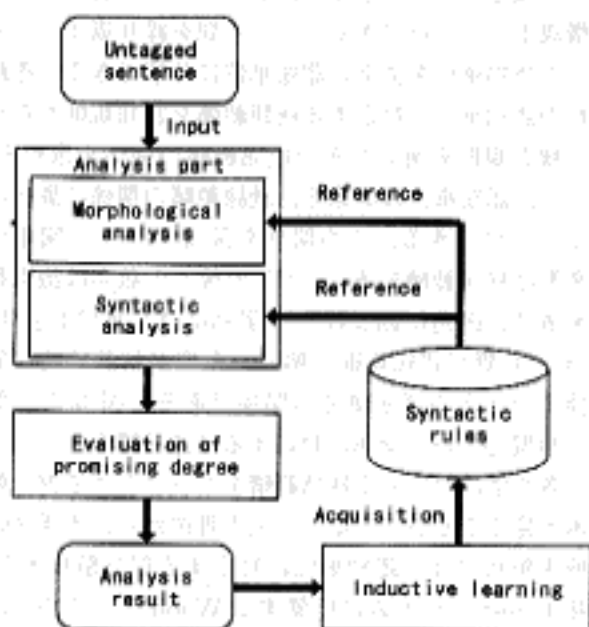 Untagged
sentence
Input
Analysis part
Morphological
analysis
Reference
Syntactic
analysis
Reference
Syntactic
rules
Evaluation of
promising degree
Acquisition
Analysis
result
Inductive learning